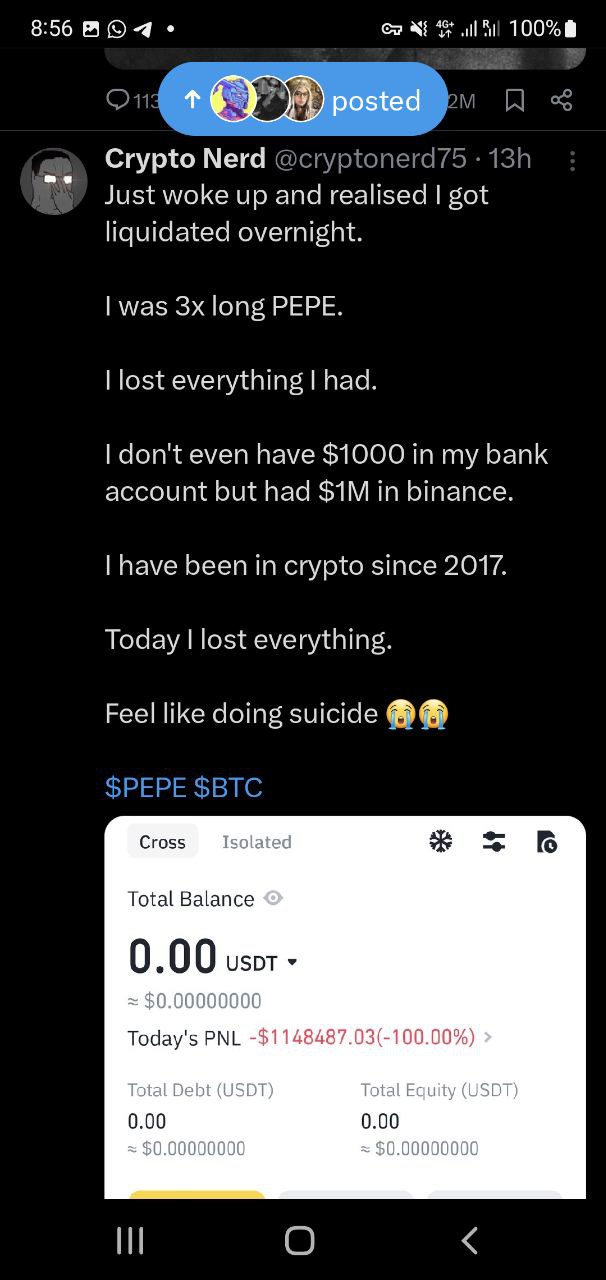 8:56 4G+ R 100%
113 posted 2M
Crypto Nerd @cryptonerd75 · 13h
Just woke up and realised I got
liquidated overnight.
I was 3x long PEPE.
I lost everything I had.
I don't even have $1000 in my bank
account but had $1M in binance.
I have been in crypto since 2017.
Today I lost everything.
Feel like doing suicide 😭😭
$PEPE $BTC
Cross Isolated
Total Balance
0.00 USDT
≈ $0.00000000
Today's PNL -$1148487.03(-100.00%) >
Total Debt (USDT) Total Equity (USDT)
0.00 0.00
≈ $0.00000000 ≈ $0.00000000